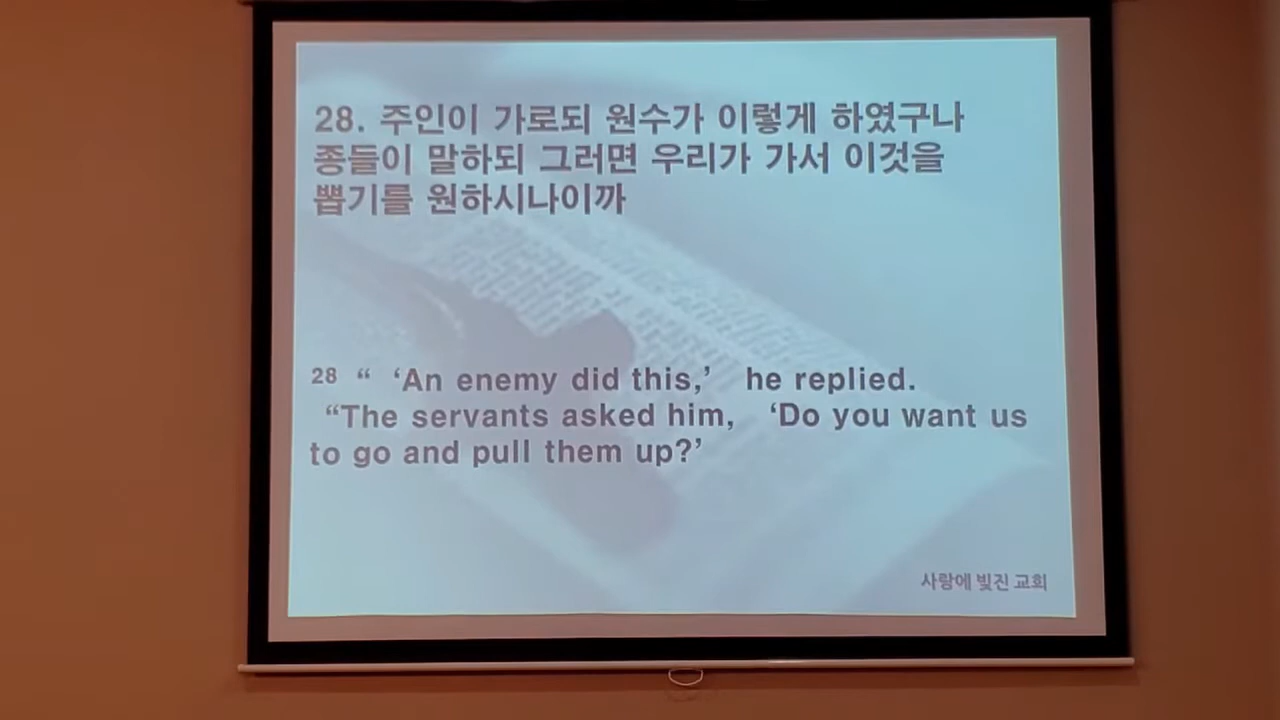 28. 주인이 가로되 원수가 이렇게 하였구나
종들이 말하되 그러면 우리가 가서 이것을
뽑기를 원하시나이까
28 “ ‘An enemy did this,’ he replied.
“The servants asked him, ‘Do you want us
to go and pull them up?’
사랑에 빚진 교회